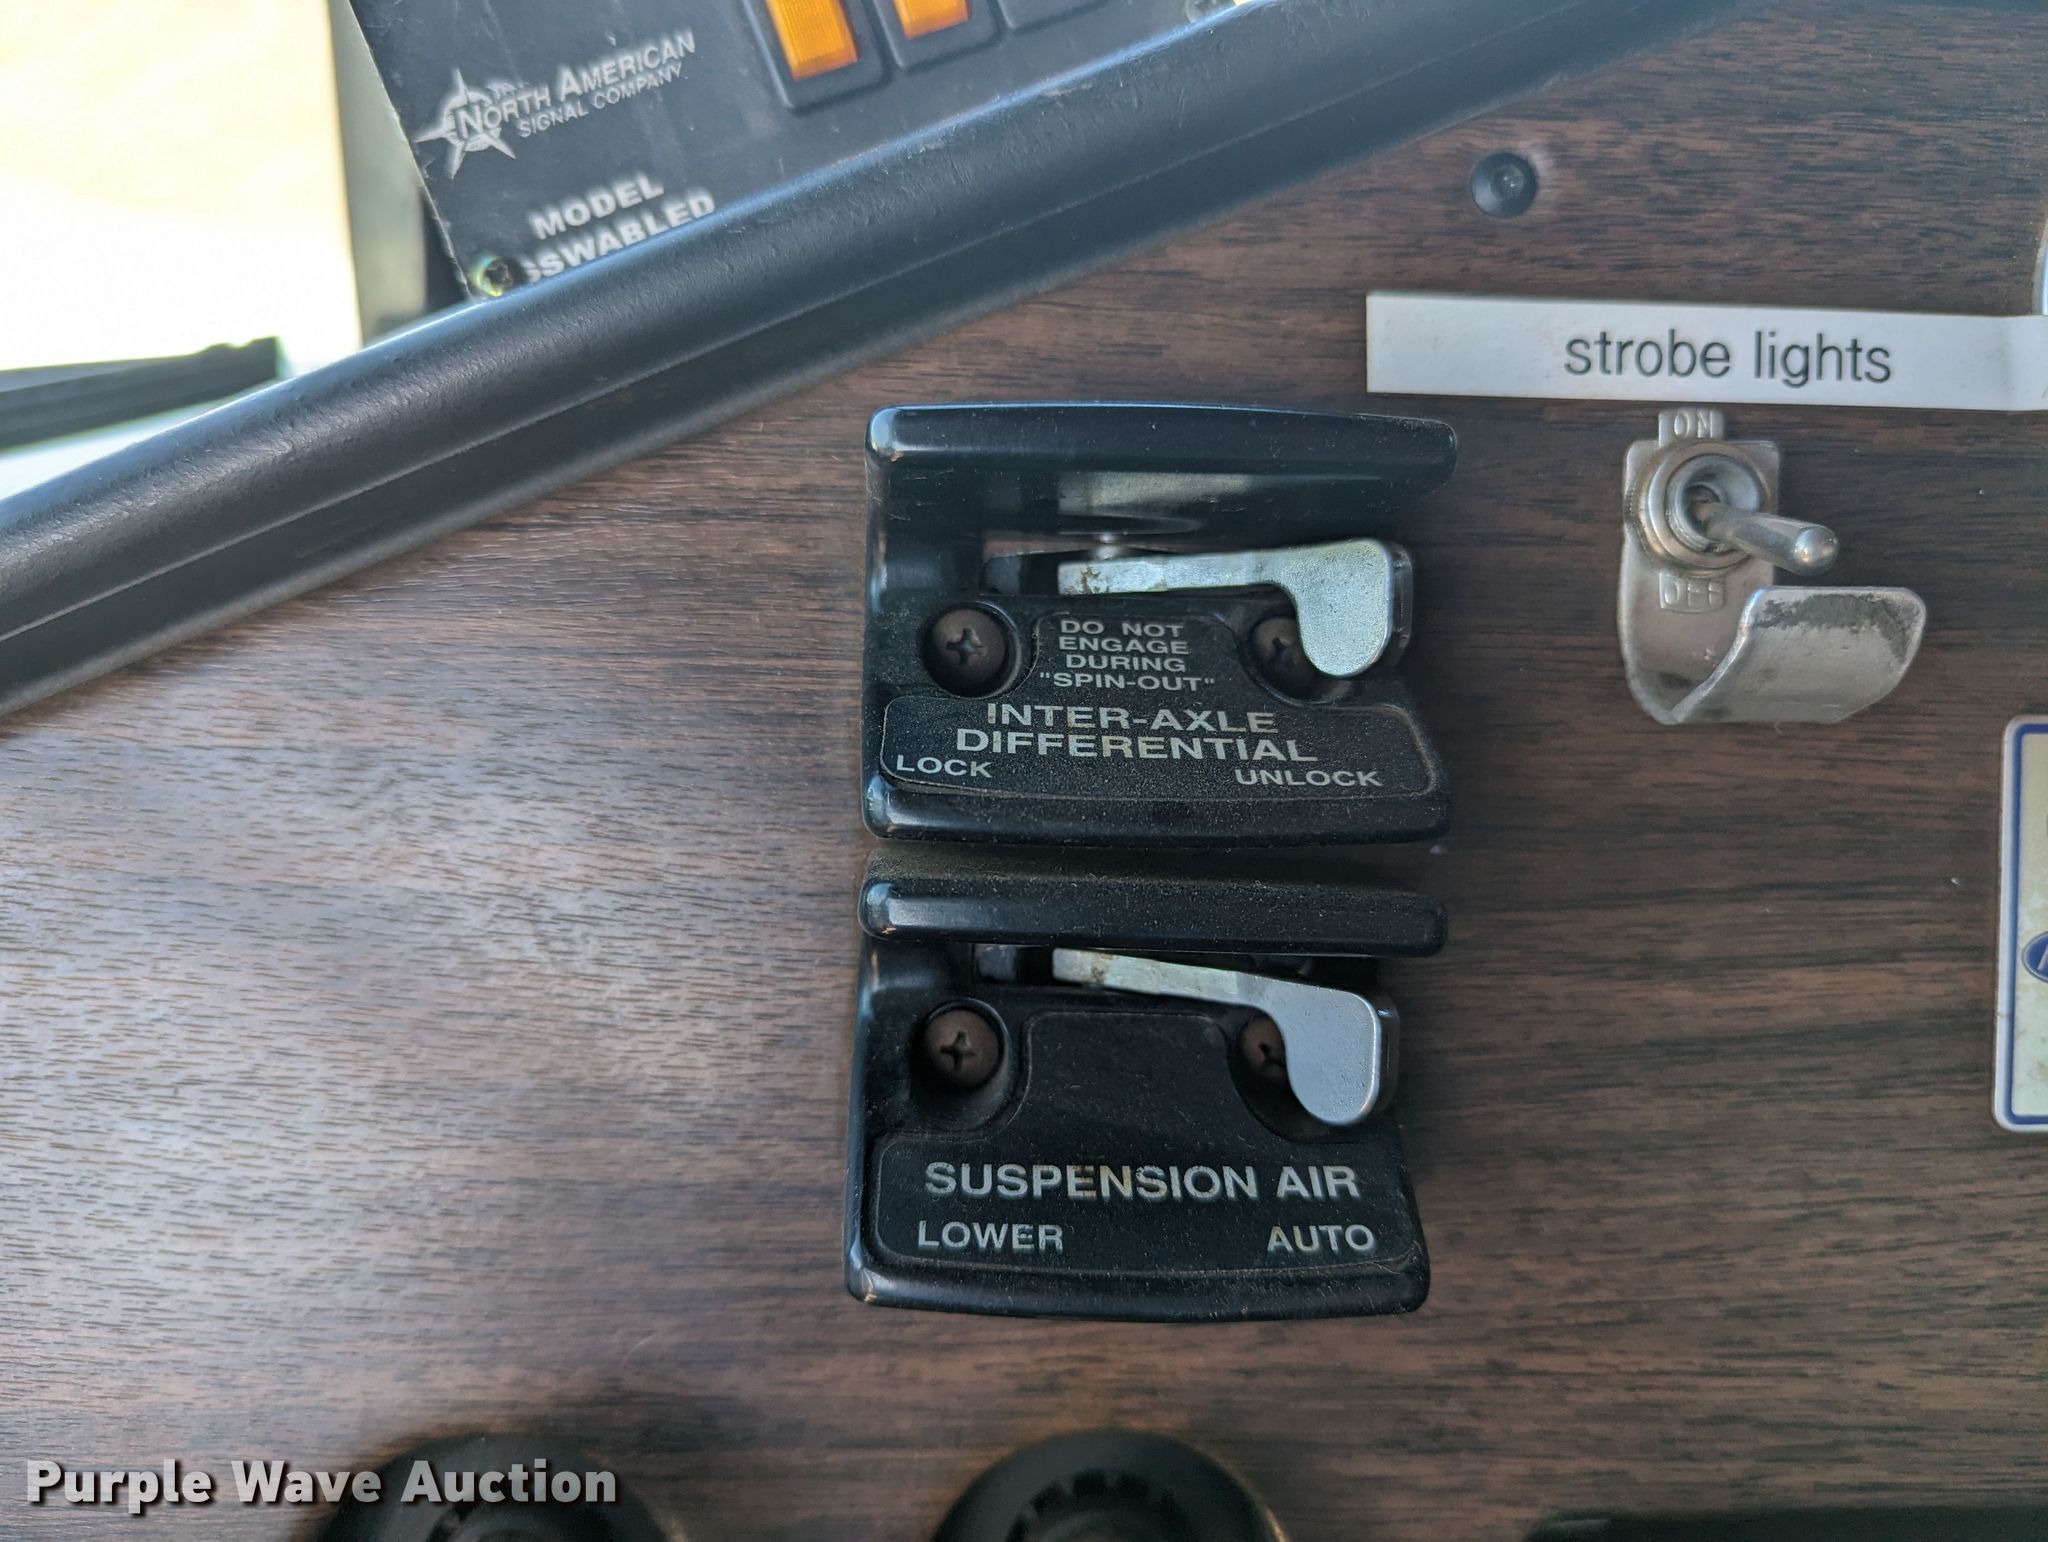 NORTH AMERICAN
SIGNAL COMPANY
MODEL
strobe lights
ON
OFF
DO NOT
ENGAGE
DURING
"SPIN-OUT"
INTER-AXLE
DIFFERENTIAL
LOCK UNLOCK
SUSPENSION AIR
LOWER AUTO
Purple Wave Auction